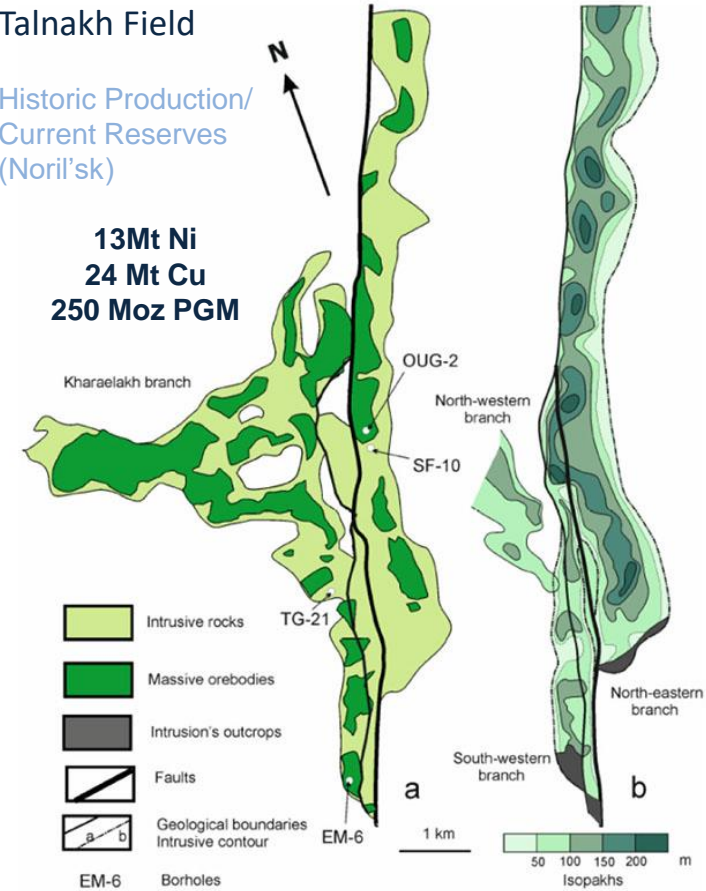 Talnakh Field
Historic Production/
Current Reserves
(Noril'sk)
13Mt Ni
24 Mt Cu
250 Moz PGM
N
Kharaelakh branch
OUG-2
SF-10
TG-21
EM-6
North-western
branch
North-eastern
branch
South-western
branch
Intrusive rocks
Massive orebodies
Intrusion's outcrops
Faults
a b
Geological boundaries
Intrusive contour
EM-6 Borholes
a
b
1 km
50 100 150 200 m
Isopakhs